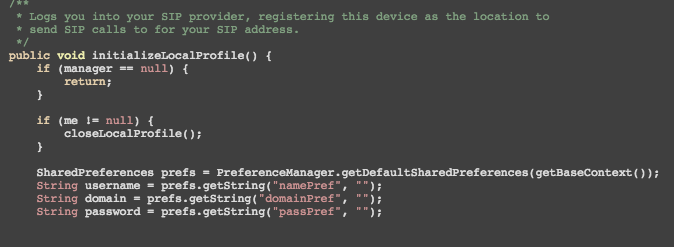 /**
 * Logs you into your SIP provider, registering this device as the location to
 * send SIP calls to for your SIP address.
 */
public void initializeLocalProfile() {
    if (manager == null) {
        return;
    }

    if (me != null) {
        closeLocalProfile();
    }

    SharedPreferences prefs = PreferenceManager.getDefaultSharedPreferences(getBaseContext());
    String username = prefs.getString("namePref", "");
    String domain = prefs.getString("domainPref", "");
    String password = prefs.getString("passPref", "");